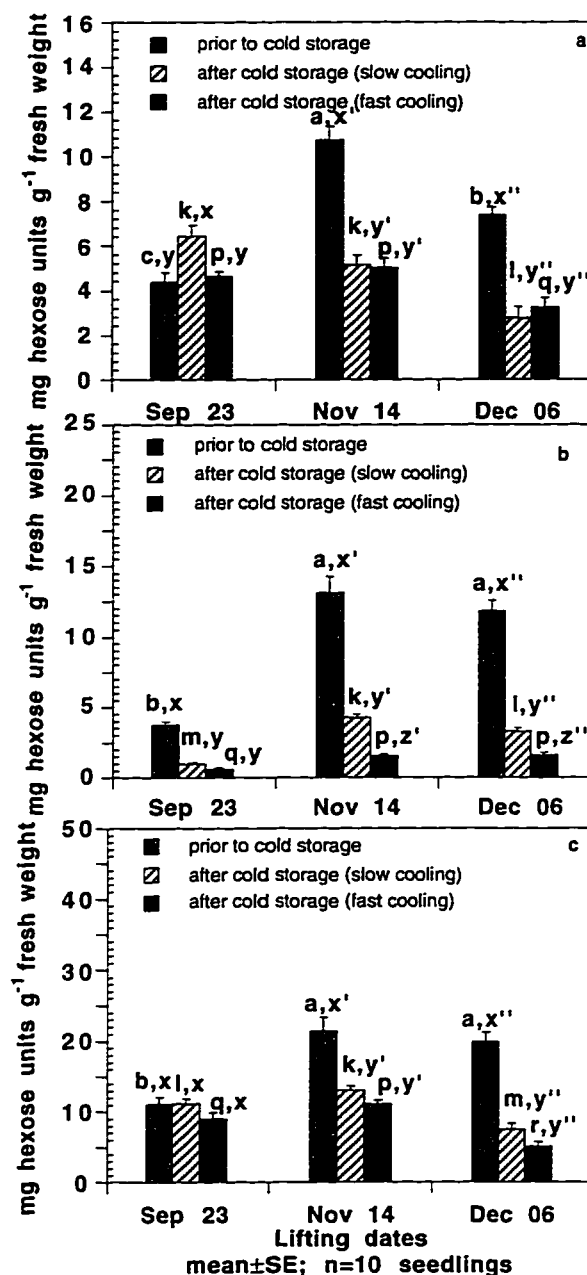 mg hexose units g⁻¹ fresh weight
16
14
12
10
8
6
4
2
0
prior to cold storage
after cold storage (slow cooling)
after cold storage (fast cooling)
a
c,y
k,x
p,y
a,x'
k,y'
p,y'
b,x''
l,y''
q,y''
Sep 23
Nov 14
Dec 06
mg hexose units g⁻¹ fresh weight
25
20
15
10
5
0
prior to cold storage
after cold storage (slow cooling)
after cold storage (fast cooling)
b
b,x
m,y
q,y
a,x'
k,y'
p,z'
a,x''
l,y''
p,z''
Sep 23
Nov 14
Dec 06
mg hexose units g⁻¹ fresh weight
50
40
30
20
10
0
prior to cold storage
after cold storage (slow cooling)
after cold storage (fast cooling)
c
b,x
l,x
q,x
a,x'
k,y'
p,y'
a,x''
m,y''
r,y''
Sep 23
Nov 14
Dec 06
Lifting dates
mean±SE; n=10 seedlings